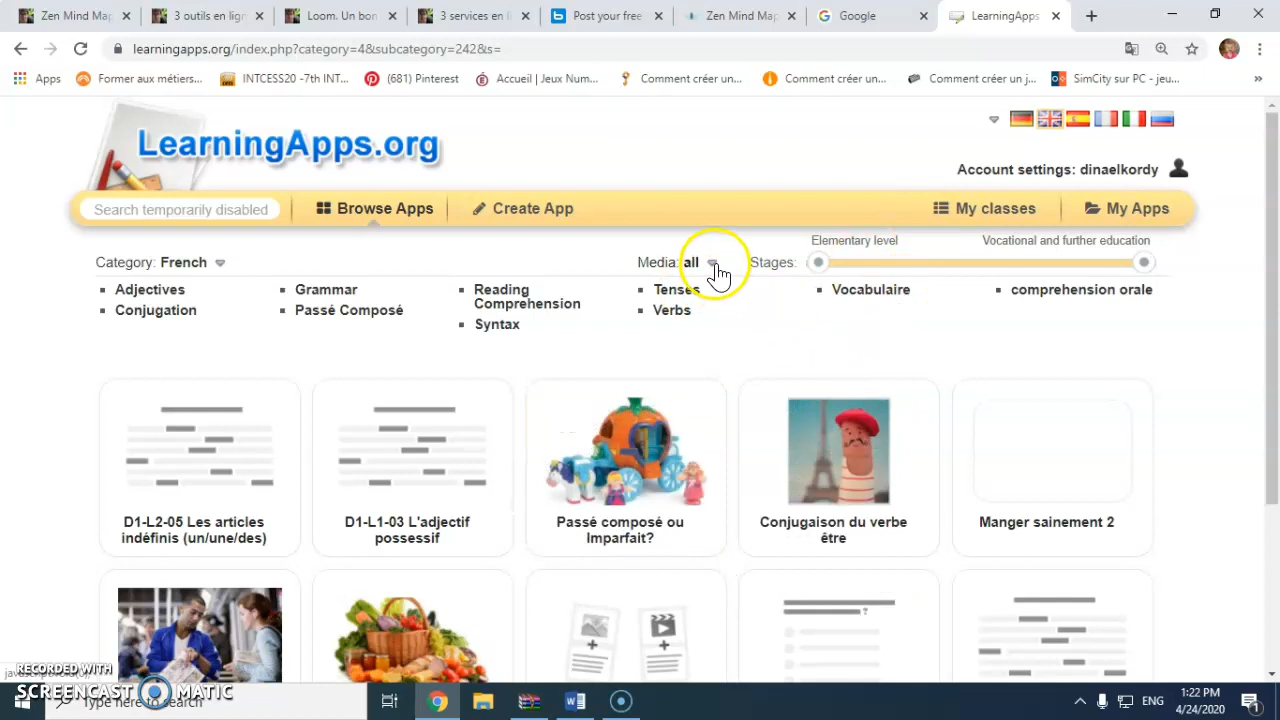 Zen Mind Map
3 outils en lign
Loom. Un bon
3 services en l
Post your free
Zen Mind Map
Google
LearningApps
learningapps.org/index.php?category=4&subcategory=242&s=
Apps
Former aux métiers...
INTCESS20 -7th INT...
(681) Pinterest
Accueil | Jeux Num...
Comment créer un...
Comment créer un...
Comment créer un j...
SimCity sur PC - jeu...
»
LearningApps.org
Account settings: dinaelkordy
Search temporarily disabled
Browse Apps
Create App
My classes
My Apps
Elementary level
Vocational and further education
Category: French
Media: all
Stages:
Adjectives
Grammar
Reading Comprehension
Tenses
Vocabulaire
comprehension orale
Conjugation
Passé Composé
Verbs
Syntax
D1-L2-05 Les articles indéfinis (un/une/des)
D1-L1-03 L'adjectif possessif
Passé composé ou Imparfait?
Conjugaison du verbe être
Manger sainement 2
RECORDED WITH
SCREENCAST MATIC
Type here to search
ENG
1:22 PM
4/24/2020
1